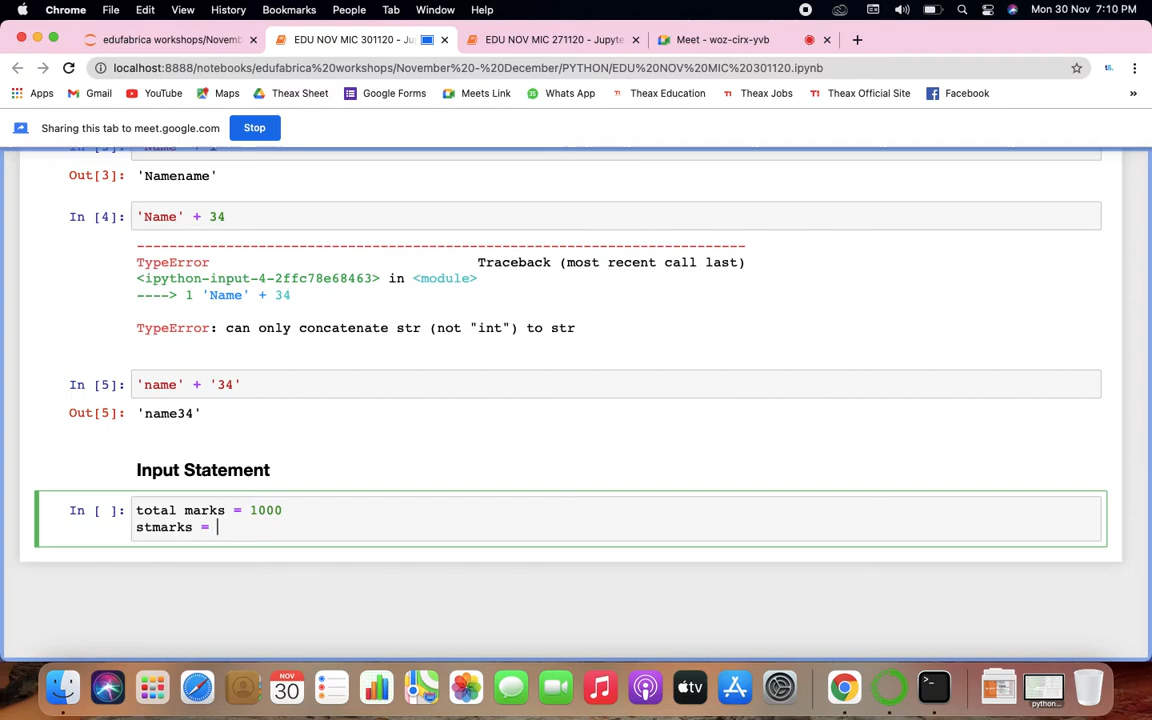 Chrome File Edit View History Bookmarks People Tab Window Help Mon 30 Nov 7:10 PM
edufabrica workshops/Novemb EDU NOV MIC 301120 - Ju EDU NOV MIC 271120 - Jupyte Meet - woz-cirx-yvb
localhost:8888/notebooks/edufabrica%20workshops/November%20-%20December/PYTHON/EDU%20NOV%20MIC%20301120.ipynb
Apps Gmail YouTube Maps Theax Sheet Google Forms Meets Link Whats App Theax Education Theax Jobs Theax Official Site Facebook »
Sharing this tab to meet.google.com Stop
Out[3]: 'Namename'
In [4]: 'Name' + 34
---------------------------------------------------------------------------
TypeError Traceback (most recent call last)
<ipython-input-4-2ffc78e68463> in <module>
----> 1 'Name' + 34
TypeError: can only concatenate str (not "int") to str
In [5]: 'name' + '34'
Out[5]: 'name34'
Input Statement
In [ ]: total marks = 1000
stmarks =
NOV
30
tv
python...